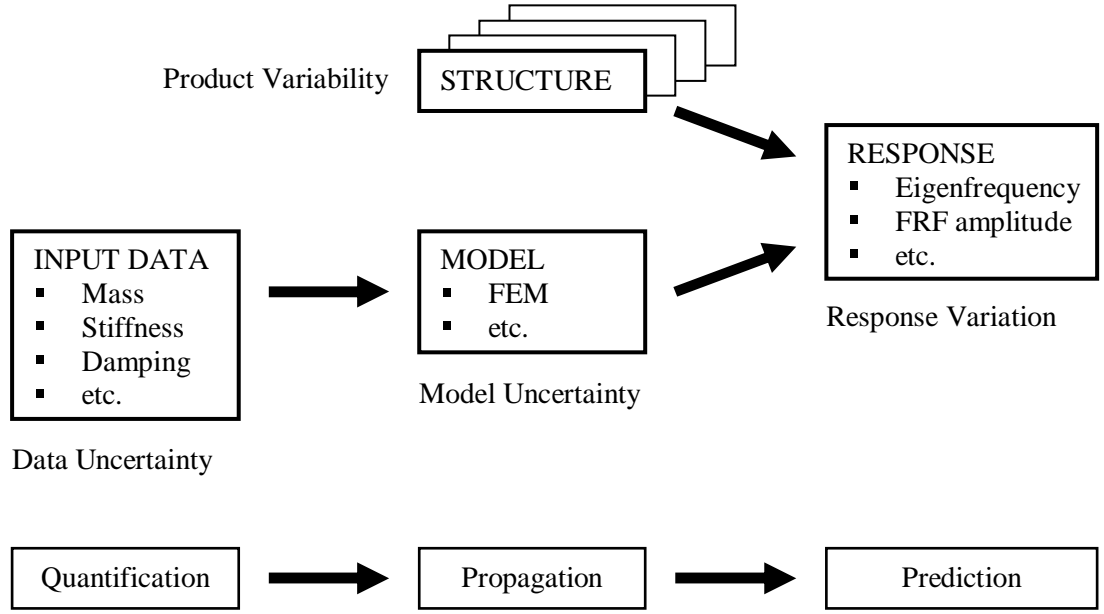 Product Variability
STRUCTURE
RESPONSE
▪ Eigenfrequency
▪ FRF amplitude
▪ etc.
Response Variation
INPUT DATA
▪ Mass
▪ Stiffness
▪ Damping
▪ etc.
Data Uncertainty
MODEL
▪ FEM
▪ etc.
Model Uncertainty
Quantification
Propagation
Prediction